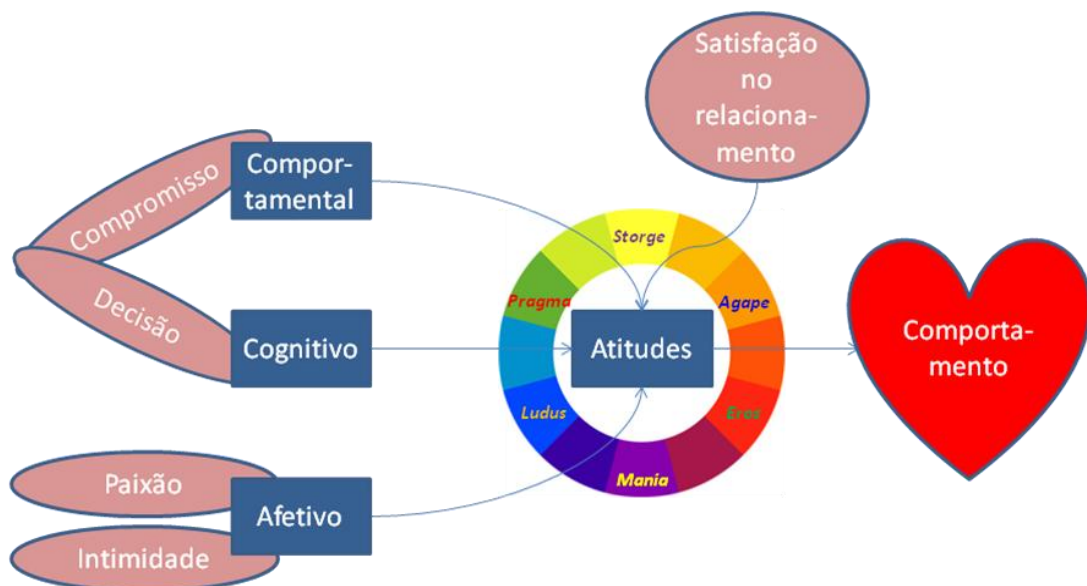 Satisfação
no
relaciona-
mento
Compromisso
Compor-
tamental
Storge
Decisão
Pragma
Agape
Cognitivo
Atitudes
Comporta-
mento
Ludus
Eros
Paixão
Mania
Afetivo
Intimidade